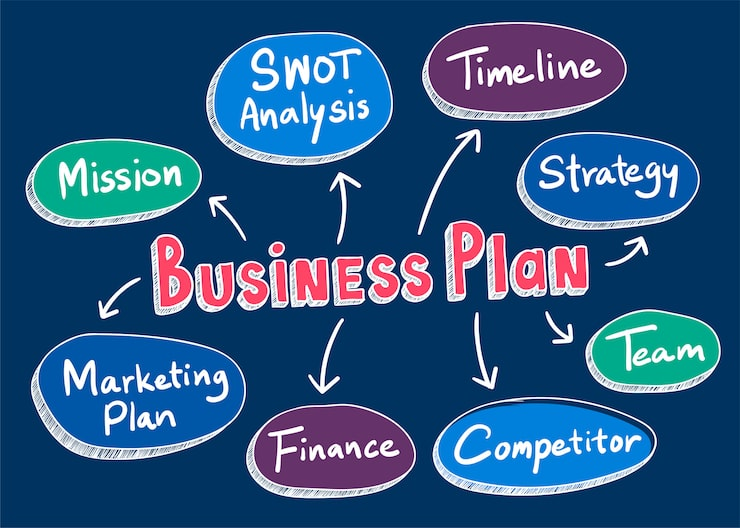 SWOT
Analysis
Timeline
Mission
Strategy
Business Plan
Team
Marketing
Plan
Finance
Competitor